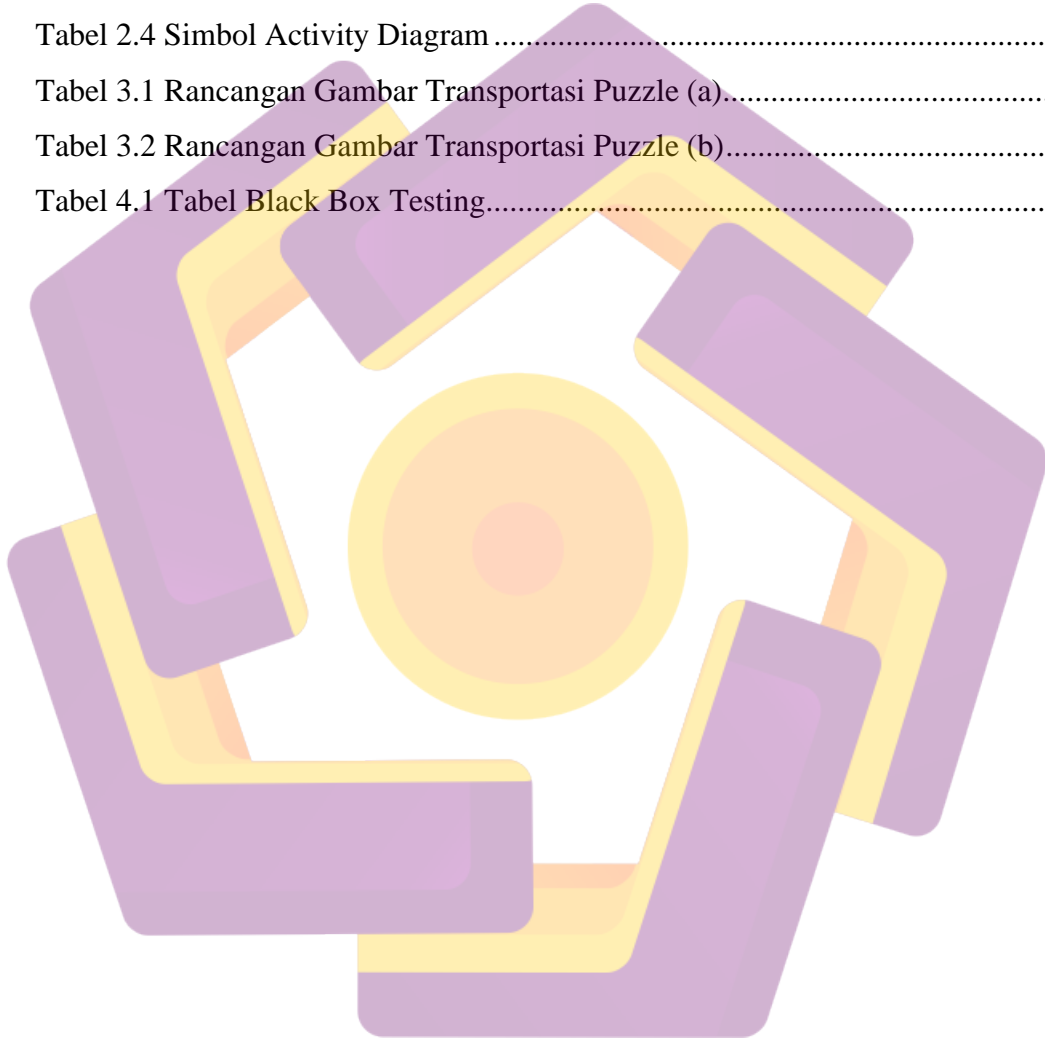 Tabel 2.4 Simbol Activity Diagram.......................................................................
Tabel 3.1 Rancangan Gambar Transportasi Puzzle (a)........................................
Tabel 3.2 Rancangan Gambar Transportasi Puzzle (b)........................................
Tabel 4.1 Tabel Black Box Testing.......................................................................